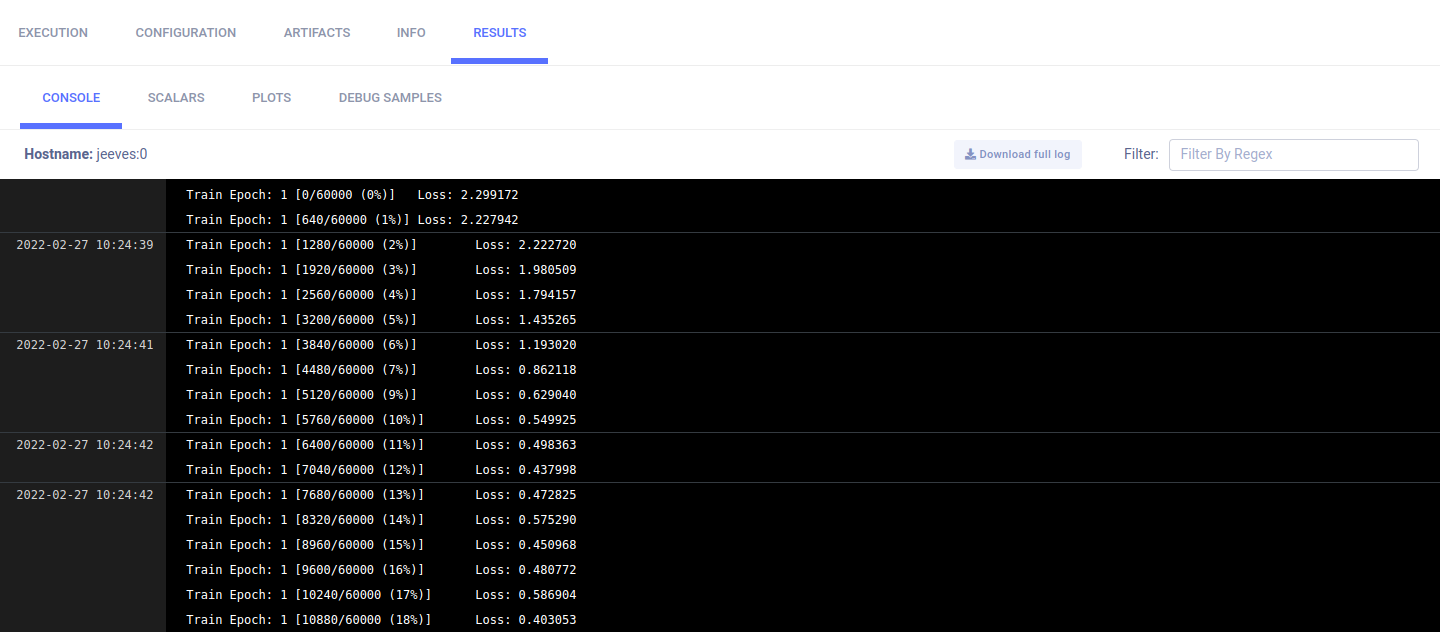 EXECUTION CONFIGURATION ARTIFACTS INFO RESULTS
CONSOLE SCALARS PLOTS DEBUG SAMPLES
Hostname: jeeves:0 Download full log Filter: Filter By Regex
Train Epoch: 1 [0/60000 (0%)] Loss: 2.299172
Train Epoch: 1 [640/60000 (1%)] Loss: 2.227942
2022-02-27 10:24:39 Train Epoch: 1 [1280/60000 (2%)] Loss: 2.222720
Train Epoch: 1 [1920/60000 (3%)] Loss: 1.980509
Train Epoch: 1 [2560/60000 (4%)] Loss: 1.794157
Train Epoch: 1 [3200/60000 (5%)] Loss: 1.435265
2022-02-27 10:24:41 Train Epoch: 1 [3840/60000 (6%)] Loss: 1.193020
Train Epoch: 1 [4480/60000 (7%)] Loss: 0.862118
Train Epoch: 1 [5120/60000 (9%)] Loss: 0.629040
Train Epoch: 1 [5760/60000 (10%)] Loss: 0.549925
2022-02-27 10:24:42 Train Epoch: 1 [6400/60000 (11%)] Loss: 0.498363
Train Epoch: 1 [7040/60000 (12%)] Loss: 0.437998
2022-02-27 10:24:42 Train Epoch: 1 [7680/60000 (13%)] Loss: 0.472825
Train Epoch: 1 [8320/60000 (14%)] Loss: 0.575290
Train Epoch: 1 [8960/60000 (15%)] Loss: 0.450968
Train Epoch: 1 [9600/60000 (16%)] Loss: 0.480772
Train Epoch: 1 [10240/60000 (17%)] Loss: 0.586904
Train Epoch: 1 [10880/60000 (18%)] Loss: 0.403053